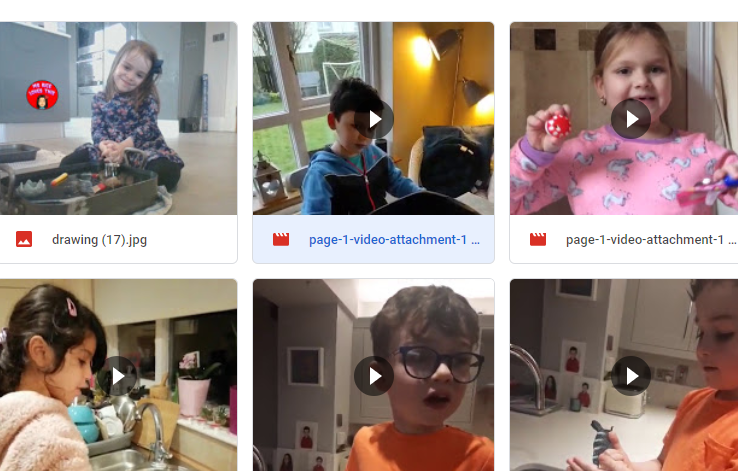 drawing (17).jpg
page-1-video-attachment-1 ...
page-1-video-attachment-1 ...